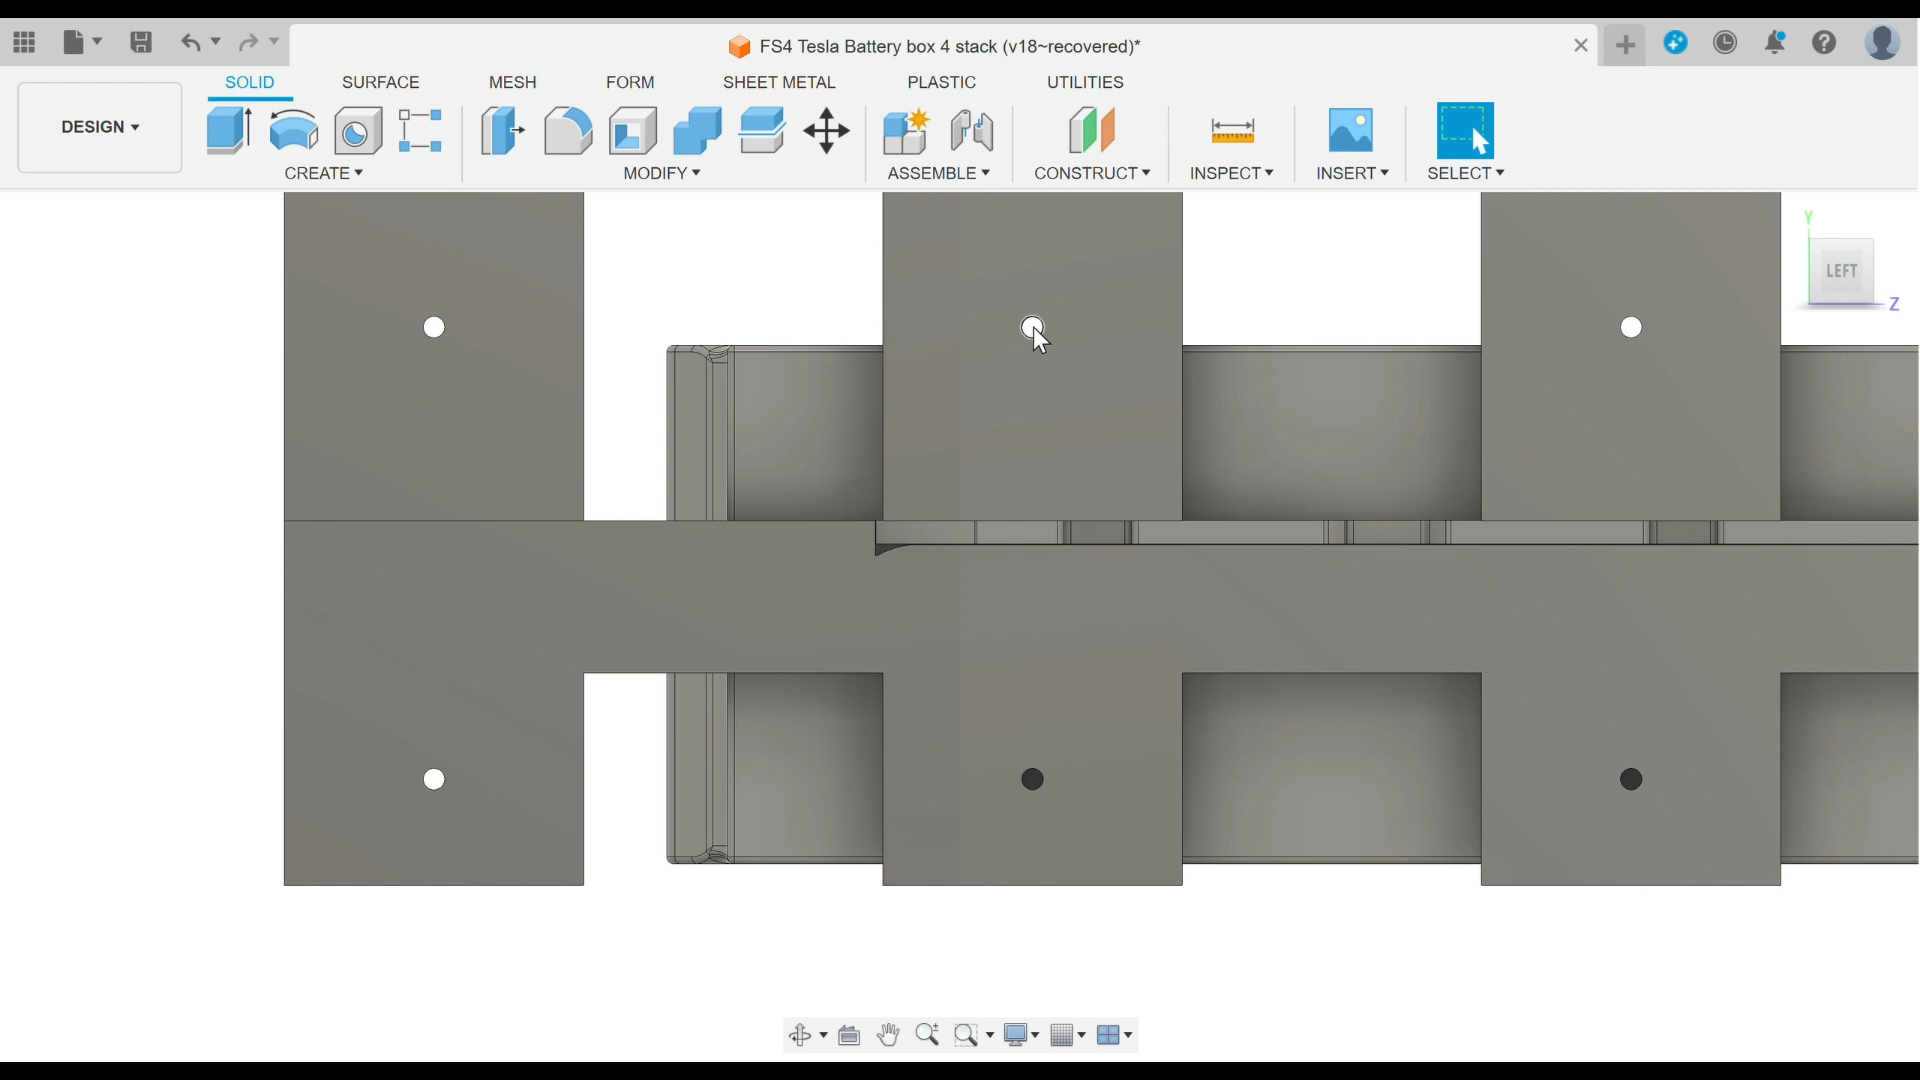 FS4 Tesla Battery box 4 stack (v18~recovered)*
SOLID SURFACE MESH FORM SHEET METAL PLASTIC UTILITIES
DESIGN
CREATE MODIFY ASSEMBLE CONSTRUCT INSPECT INSERT SELECT
Y
LEFT
Z